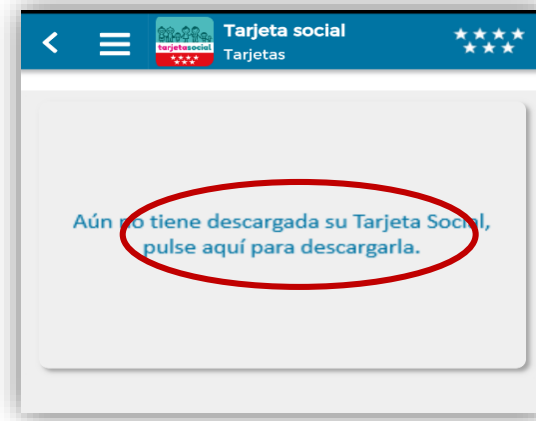 Tarjeta social
tarjetasocial
Tarjetas
Aún no tiene descargada su Tarjeta Social,
pulse aquí para descargarla.